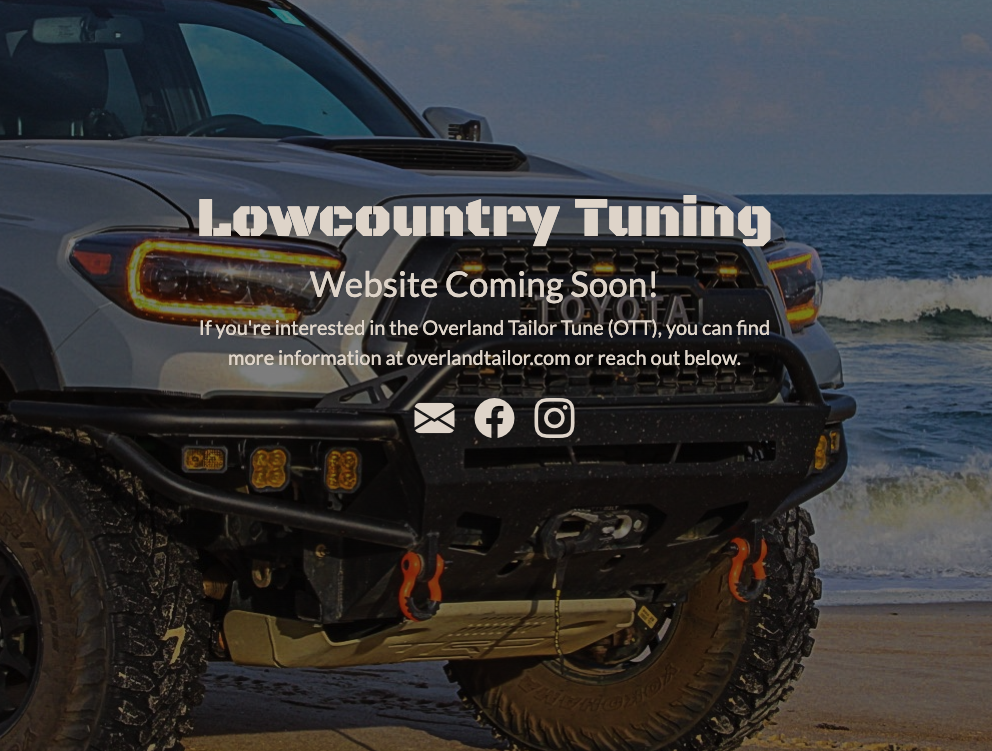 Lowcountry Tuning
Website Coming Soon!
TOYOTA
If you're interested in the Overland Tailor Tune (OTT), you can find
more information at overlandtailor.com or reach out below.